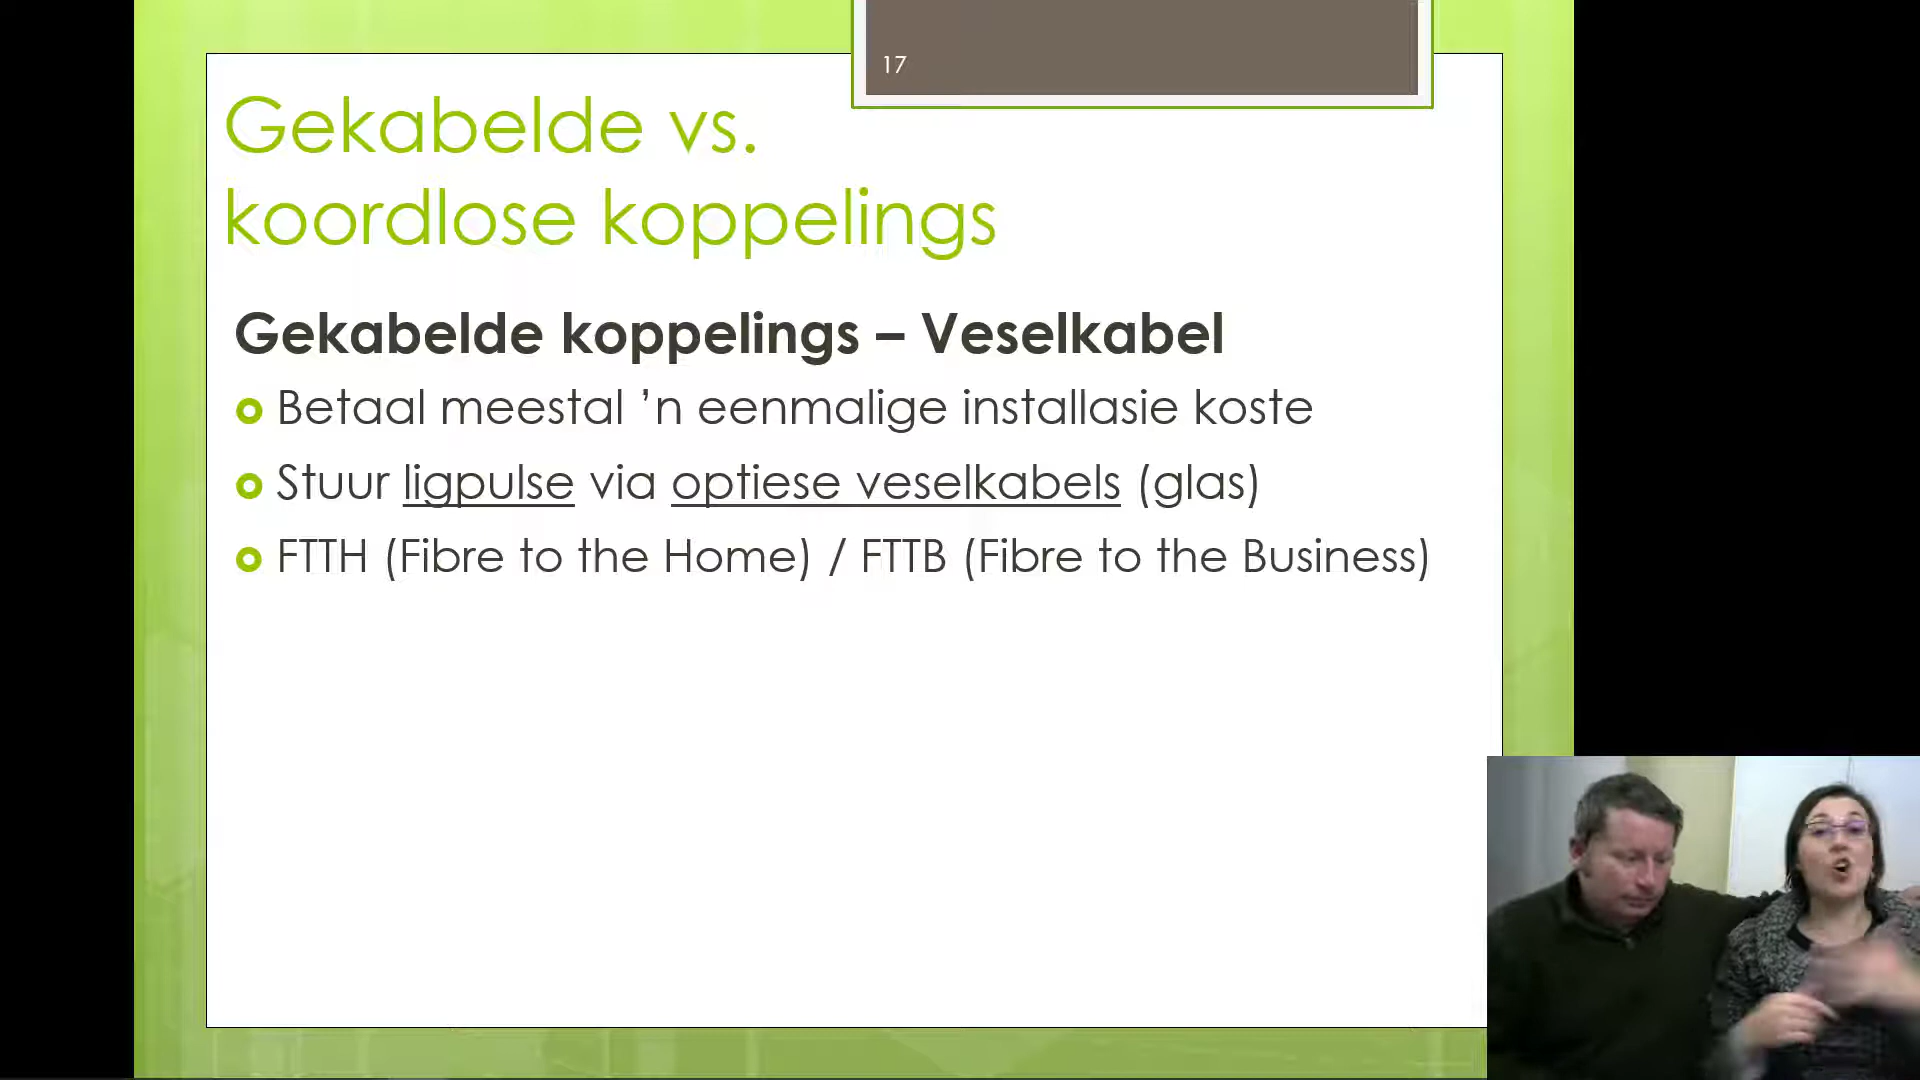 17
Gekabelde vs.
koordlose koppelings
Gekabelde koppelings – Veselkabel
Betaal meestal ’n eenmalige installasie koste
Stuur ligpulse via optiese veselkabels (glas)
FTTH (Fibre to the Home) / FTTB (Fibre to the Business)